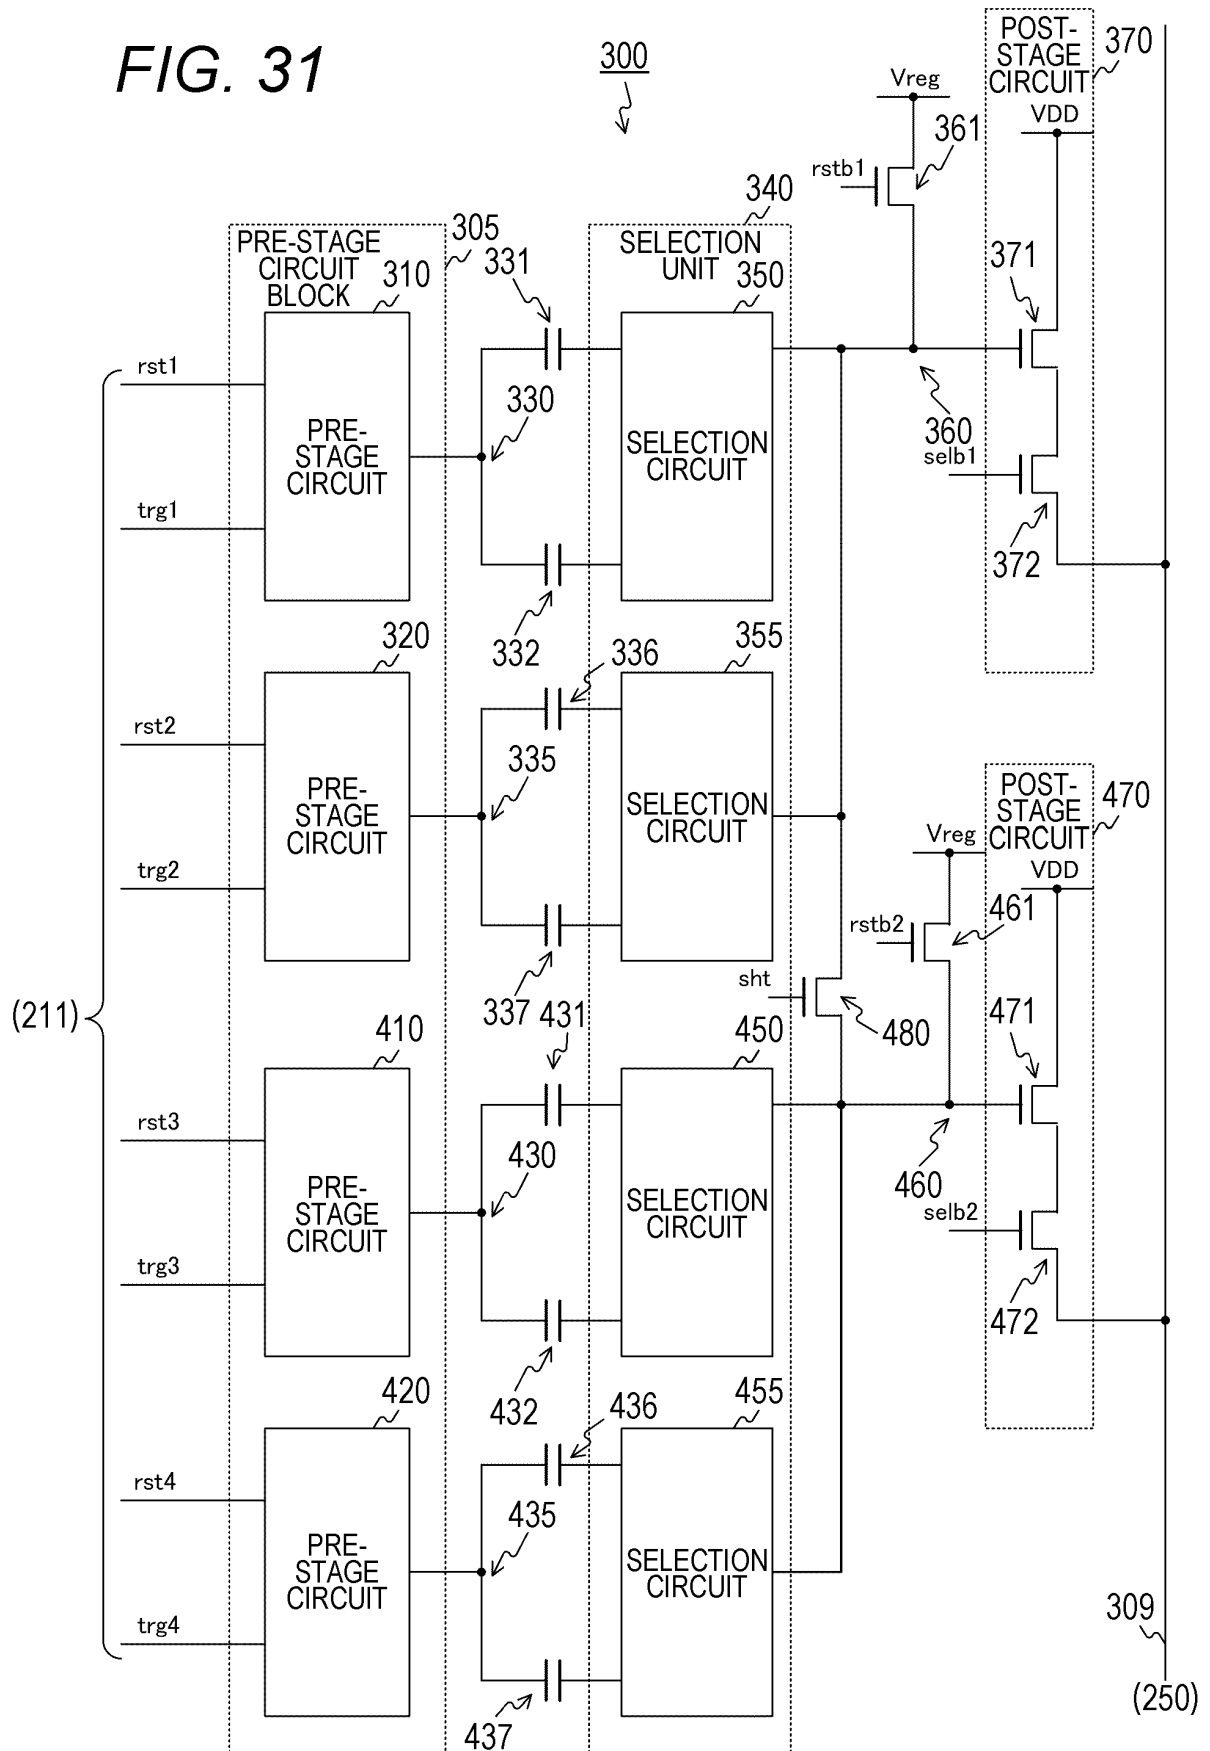 FIG. 31
300
POST-
STAGE
CIRCUIT
370
VDD
Vreg
361
rstb1
340
305
PRE-STAGE
CIRCUIT
BLOCK
331
SELECTION
UNIT
371
310
350
rst1
330
PRE-
STAGE
CIRCUIT
SELECTION
CIRCUIT
360
selb1
trg1
372
332
336
320
355
rst2
335
PRE-
STAGE
CIRCUIT
SELECTION
CIRCUIT
POST-
STAGE
CIRCUIT
470
Vreg
VDD
trg2
461
rstb2
sht
(211)
337
431
480
471
410
450
rst3
430
PRE-
STAGE
CIRCUIT
SELECTION
CIRCUIT
460
selb2
trg3
472
432
436
420
455
rst4
435
PRE-
STAGE
CIRCUIT
SELECTION
CIRCUIT
trg4
309
437
(250)